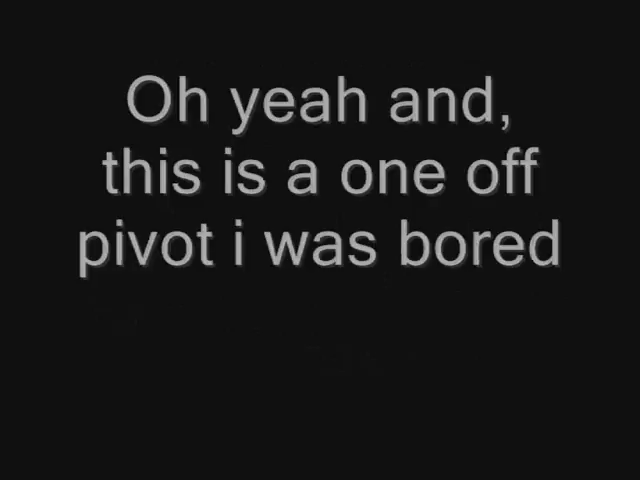 Oh yeah and,
this is a one off
pivot i was bored